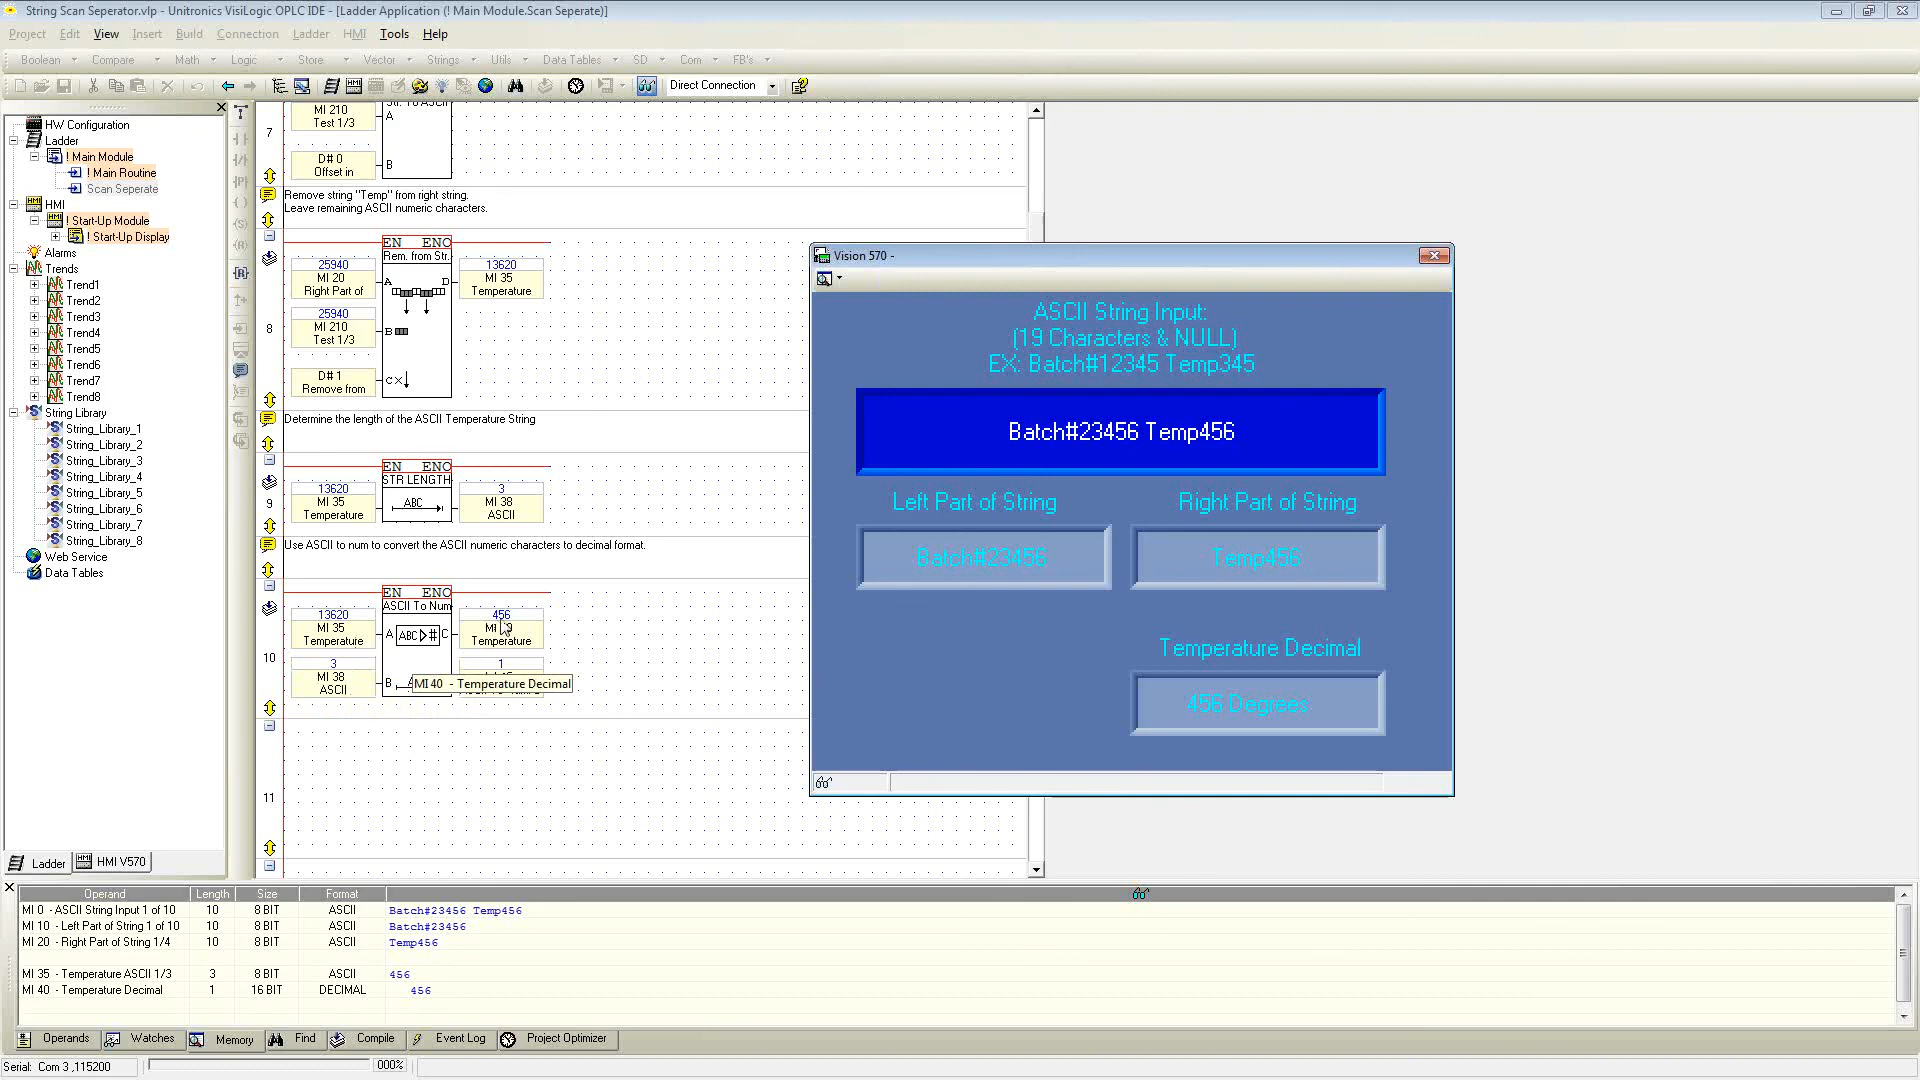 String Scan Seperator.vlp - Unitronics VisiLogic OPLC IDE - [Ladder Application (! Main Module.Scan Seperate)]
Project Edit View Insert Build Connection Ladder HMI Tools Help
Boolean Compare Math Logic Store Vector Strings Utils Data Tables SD Com FB's
Direct Connection
HW Configuration
Ladder
! Main Module
! Main Routine
Scan Seperate
HMI
! Start-Up Module
! Start-Up Display
Alarms
Trends
Trend1
Trend2
Trend3
Trend4
Trend5
Trend6
Trend7
Trend8
String Library
String_Library_1
String_Library_2
String_Library_3
String_Library_4
String_Library_5
String_Library_6
String_Library_7
String_Library_8
Web Service
Data Tables
Ladder HMI V570
7
MI 210
Test 1/3
Str. To ASCII
A
D# 0
Offset in
B
Remove string "Temp" from right string.
Leave remaining ASCII numeric characters.
8
EN ENO
Rem. from Str.
25940
MI 20
Right Part of
A D
13620
MI 35
Temperature
25940
MI 210
Test 1/3
B
D# 1
Remove from
C
Determine the length of the ASCII Temperature String
9
EN ENO
STR LENGTH
13620
MI 35
Temperature
ABC
3
MI 38
ASCII
Use ASCII to num to convert the ASCII numeric characters to decimal format.
10
EN ENO
ASCII To Num
13620
MI 35
Temperature
A ABC # C
456
Temperature
3
MI 38
ASCII
B
1
MI 40 - Temperature Decimal
11
Vision 570 -
ASCII String Input:
(19 Characters & NULL)
EX: Batch#12345 Temp345
Batch#23456 Temp456
Left Part of String Right Part of String
Batch#23456 Temp456
Temperature Decimal
456 Degrees
Operand Length Size Format
MI 0 - ASCII String Input 1 of 10 10 8 BIT ASCII Batch#23456 Temp456
MI 10 - Left Part of String 1 of 10 10 8 BIT ASCII Batch#23456
MI 20 - Right Part of String 1/4 10 8 BIT ASCII Temp456
MI 35 - Temperature ASCII 1/3 3 8 BIT ASCII 456
MI 40 - Temperature Decimal 1 16 BIT DECIMAL 456
Operands Watches Memory Find Compile Event Log Project Optimizer
Serial: Com 3 ,115200 000%